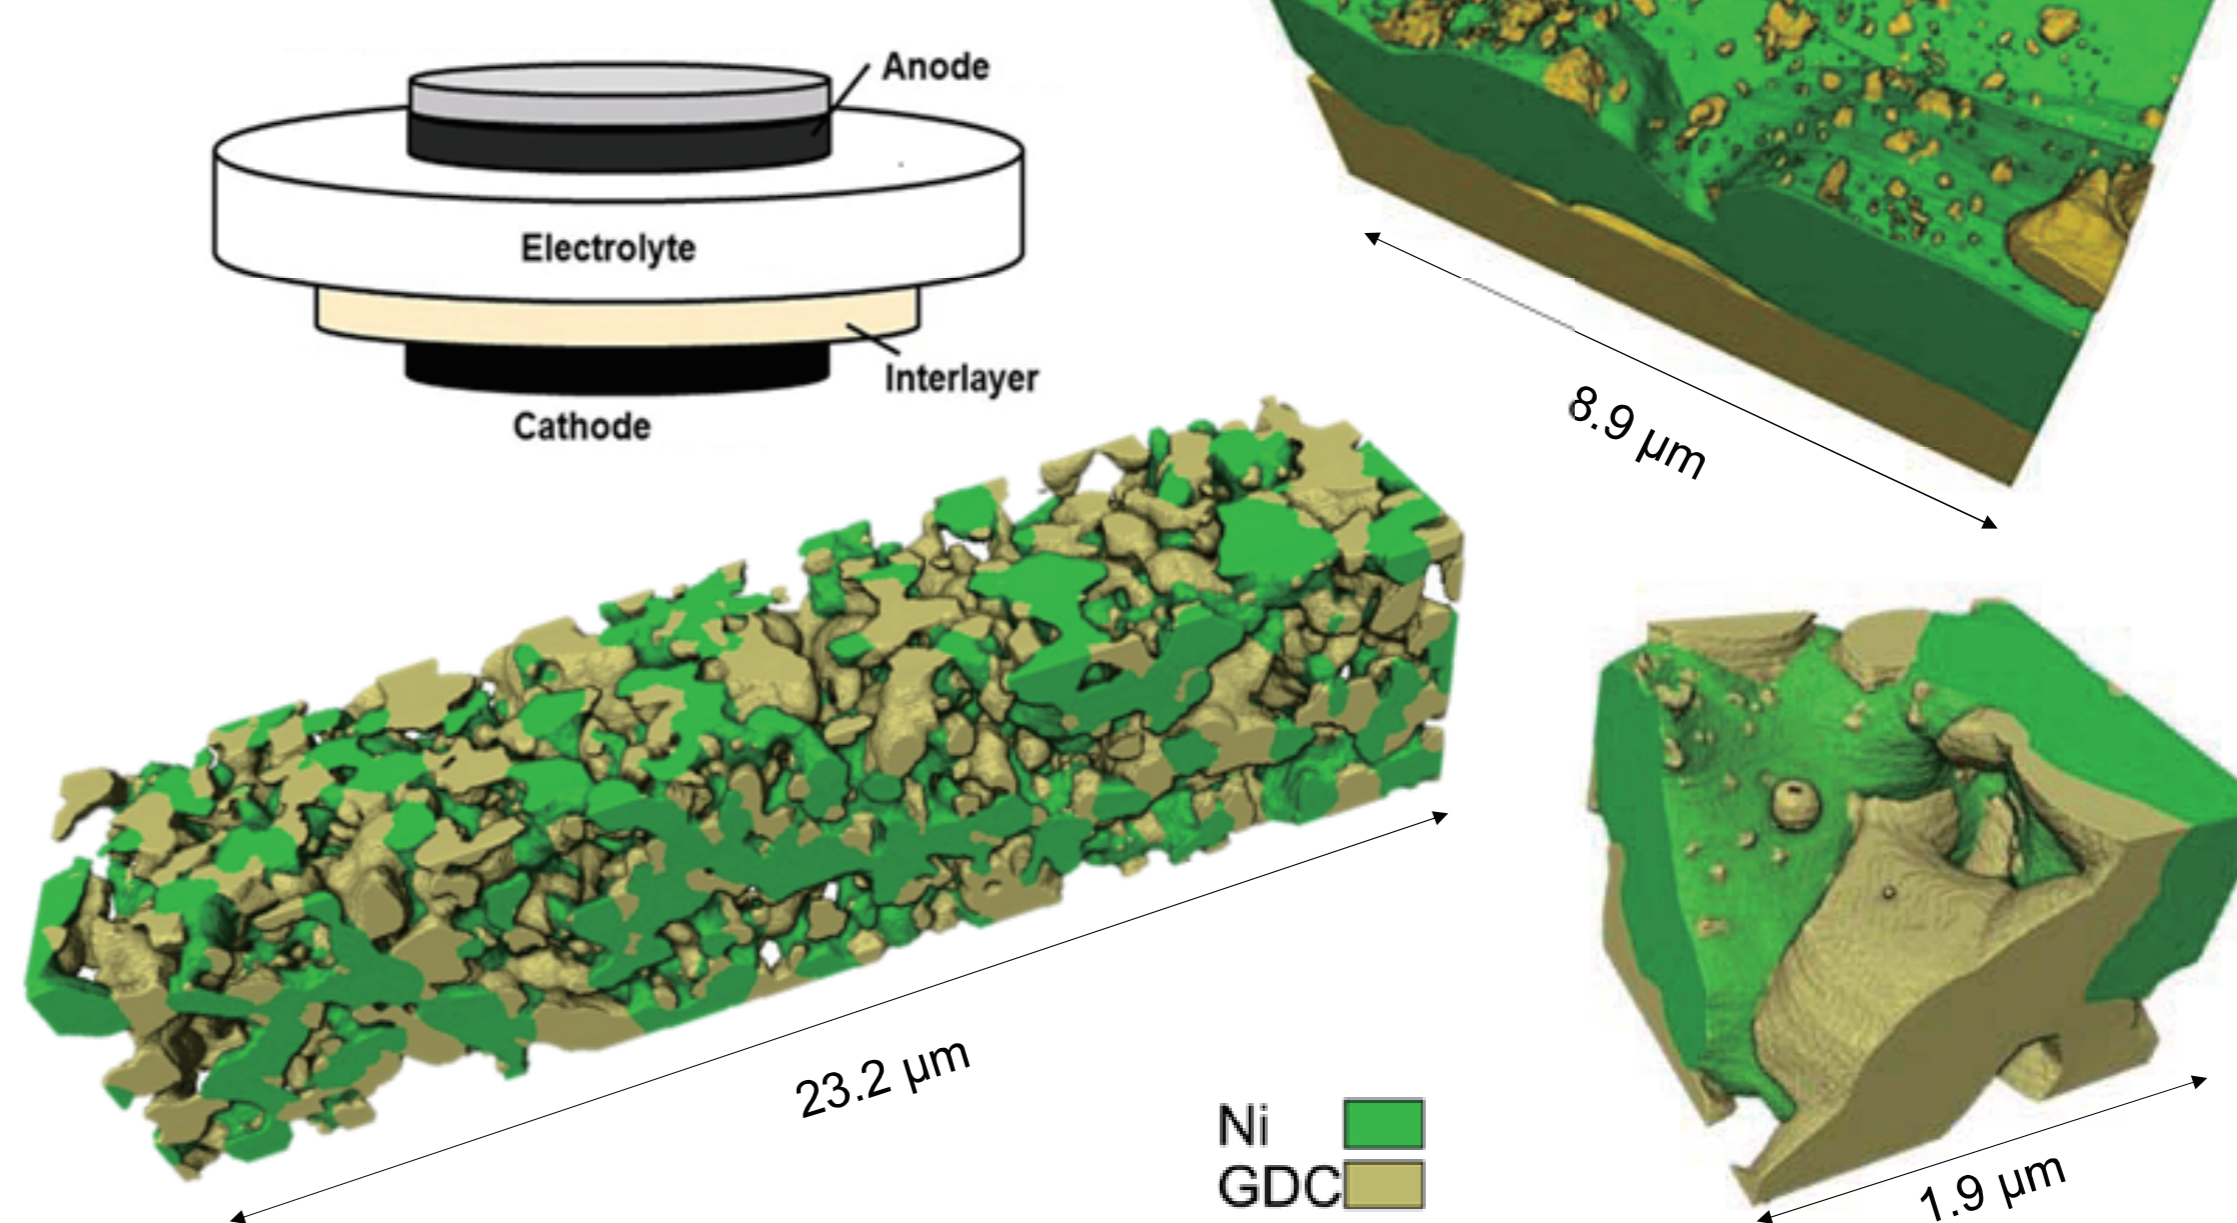 Anode
Electrolyte
Interlayer
Cathode
8.9 µm
23.2 µm
Ni
GDC
1.9 µm